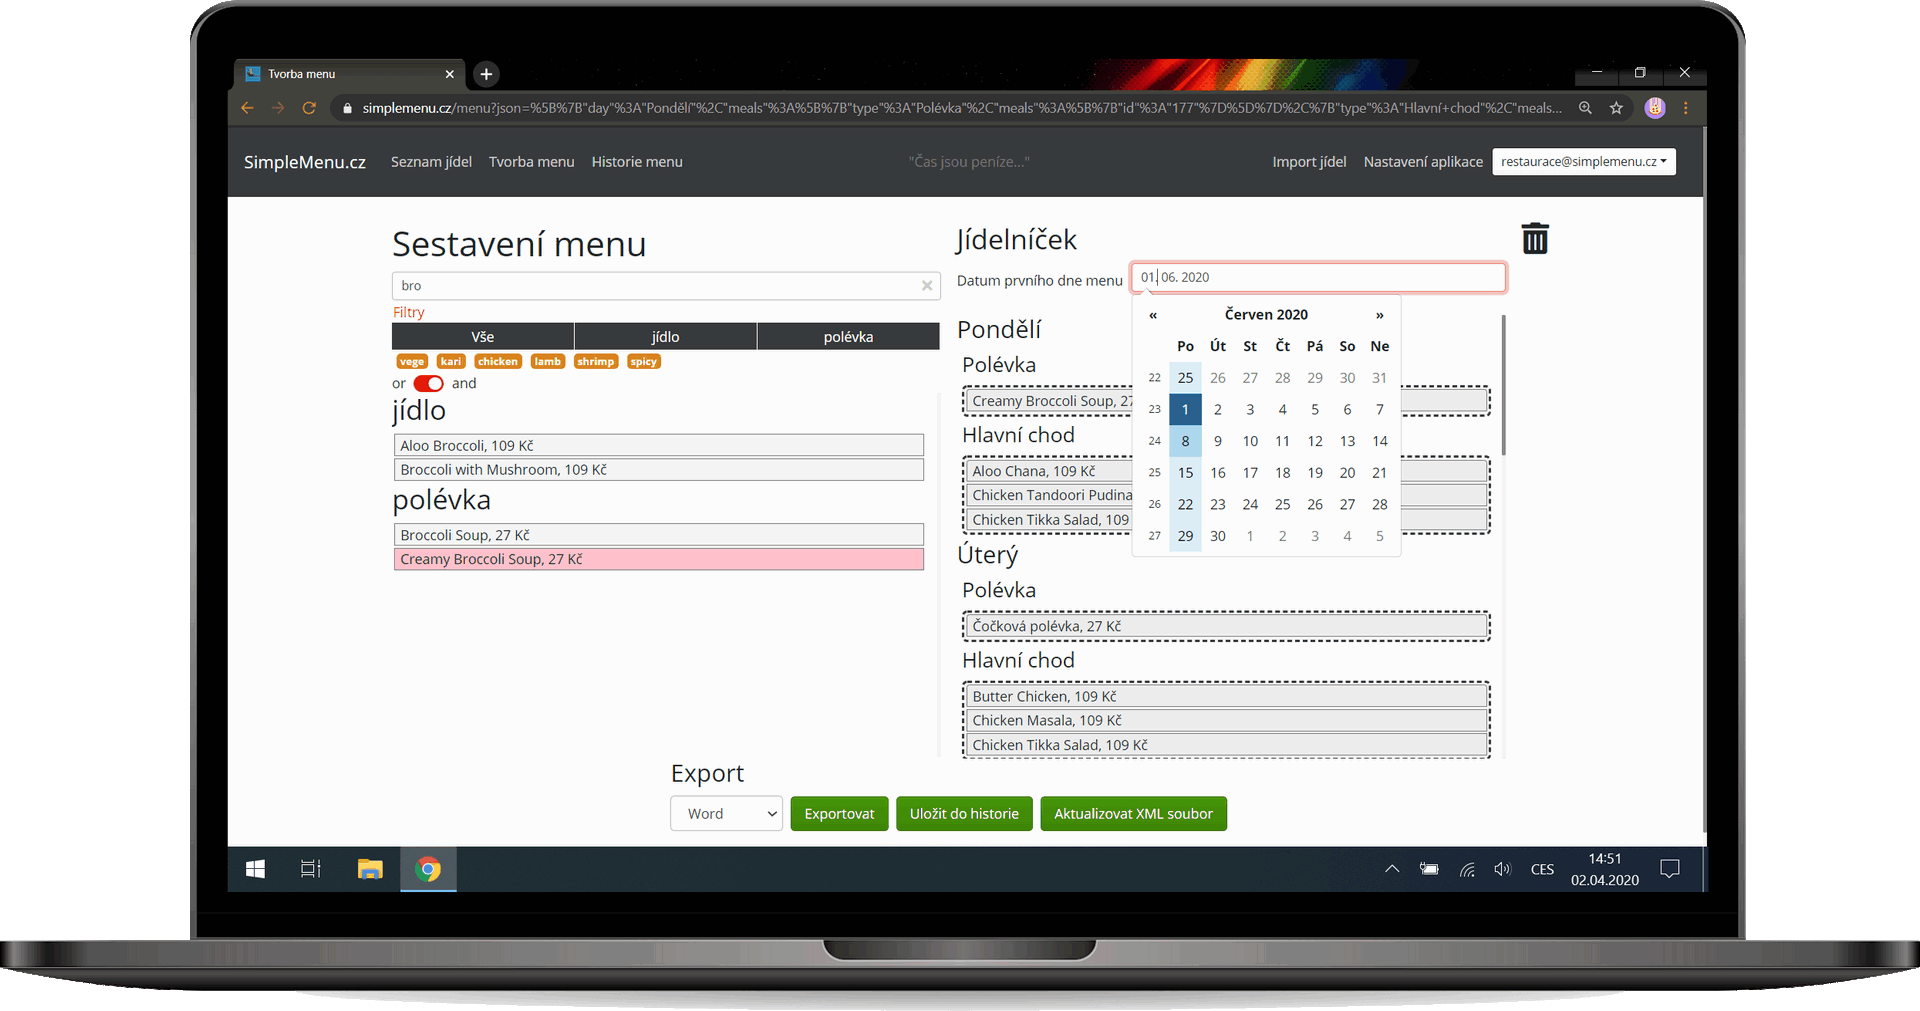 Tvorba menu
simplemenu.cz/menu?json=%5B%7B"day"%3A"Pondělí"%2C"meals"%3A%5B%7B"type"%3A"Polévka"%2C"meals"%3A%5B%7B"id"%3A"177"%7D%5D%7D%2C%7B"type"%3A"Hlavní+chod"%2C"meals...
SimpleMenu.cz Seznam jídel Tvorba menu Historie menu "Čas jsou peníze..." Import jídel Nastavení aplikace restaurace@simplemenu.cz
Sestavení menu
bro
Filtry
Vše jídlo polévka
vege kari chicken lamb shrimp spicy
or and
jídlo
Aloo Broccoli, 109 Kč
Broccoli with Mushroom, 109 Kč
polévka
Broccoli Soup, 27 Kč
Creamy Broccoli Soup, 27 Kč
Jídelníček
Datum prvního dne menu 01. 06. 2020
« Červen 2020 »
Po Út St Čt Pá So Ne
22 25 26 27 28 29 30 31
23 1 2 3 4 5 6 7
24 8 9 10 11 12 13 14
25 15 16 17 18 19 20 21
26 22 23 24 25 26 27 28
27 29 30 1 2 3 4 5
Pondělí
Polévka
Creamy Broccoli Soup, 27
Hlavní chod
Aloo Chana, 109 Kč
Chicken Tandoori Pudina
Chicken Tikka Salad, 109
Úterý
Polévka
Čočková polévka, 27 Kč
Hlavní chod
Butter Chicken, 109 Kč
Chicken Masala, 109 Kč
Chicken Tikka Salad, 109 Kč
Export
Word Exportovat Uložit do historie Aktualizovat XML soubor
CES
14:51
02.04.2020